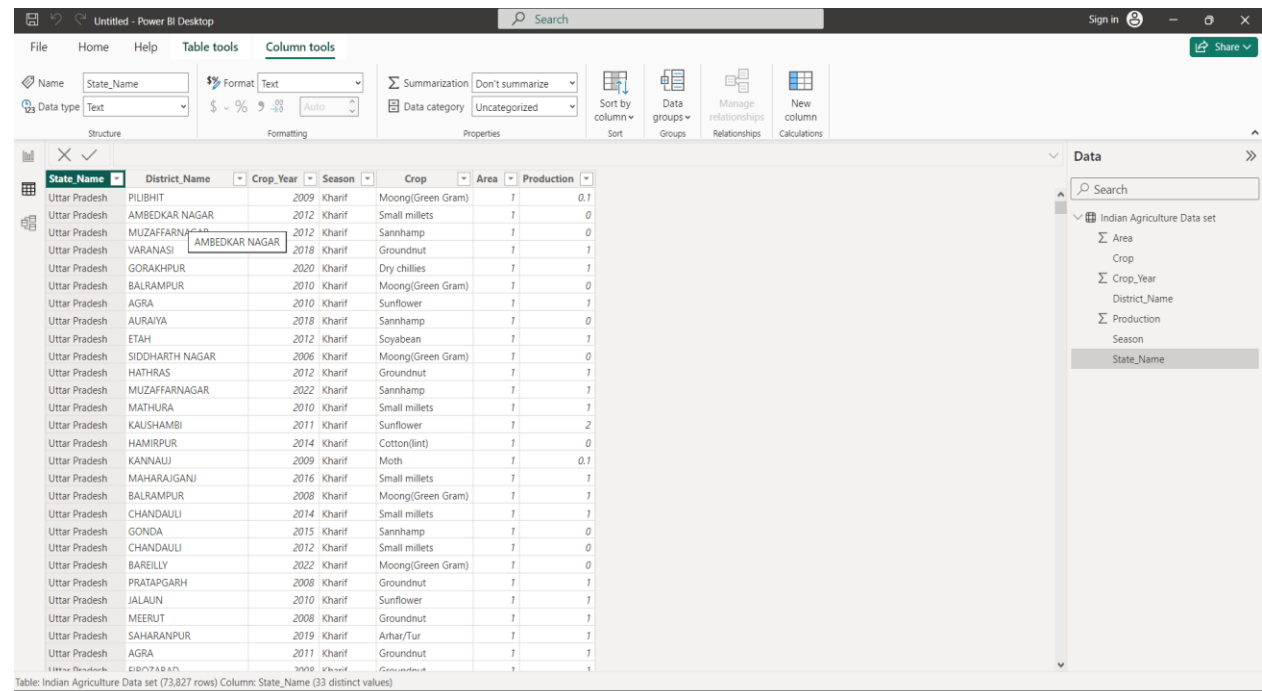 Untitled - Power BI Desktop Search Sign in
File Home Help Table tools Column tools Share
Name State_Name $% Format Text Summarization Don't summarize Sort by column Data groups Manage relationships New column
Data type Text $ % Auto Data category Uncategorized
Structure Formatting Properties Sort Groups Relationships Calculations
State_Name District_Name Crop_Year Season Crop Area Production
Uttar Pradesh PILIBHIT 2009 Kharif Moong(Green Gram) 1 0.1
Uttar Pradesh AMBEDKAR NAGAR 2012 Kharif Small millets 1 0
Uttar Pradesh MUZAFFARNAGAR 2012 Kharif Sannhamp 1 0
AMBEDKAR NAGAR
Uttar Pradesh VARANASI 2018 Kharif Groundnut 1 1
Uttar Pradesh GORAKHPUR 2020 Kharif Dry chillies 1 1
Uttar Pradesh BALRAMPUR 2010 Kharif Moong(Green Gram) 1 0
Uttar Pradesh AGRA 2010 Kharif Sunflower 1 1
Uttar Pradesh AURAIYA 2018 Kharif Sannhamp 1 0
Uttar Pradesh ETAH 2012 Kharif Soyabean 1 1
Uttar Pradesh SIDDHARTH NAGAR 2006 Kharif Moong(Green Gram) 1 0
Uttar Pradesh HATHRAS 2012 Kharif Groundnut 1 1
Uttar Pradesh MUZAFFARNAGAR 2022 Kharif Sannhamp 1 1
Uttar Pradesh MATHURA 2010 Kharif Small millets 1 1
Uttar Pradesh KAUSHAMBI 2011 Kharif Sunflower 1 2
Uttar Pradesh HAMIRPUR 2014 Kharif Cotton(lint) 1 0
Uttar Pradesh KANNAUJ 2009 Kharif Moth 1 0.1
Uttar Pradesh MAHARAJGANJ 2016 Kharif Small millets 1 1
Uttar Pradesh BALRAMPUR 2008 Kharif Moong(Green Gram) 1 1
Uttar Pradesh CHANDAULI 2014 Kharif Small millets 1 1
Uttar Pradesh GONDA 2015 Kharif Sannhamp 1 0
Uttar Pradesh CHANDAULI 2012 Kharif Small millets 1 0
Uttar Pradesh BAREILLY 2022 Kharif Moong(Green Gram) 1 0
Uttar Pradesh PRATAPGARH 2008 Kharif Groundnut 1 1
Uttar Pradesh JALAUN 2010 Kharif Sunflower 1 1
Uttar Pradesh MEERUT 2008 Kharif Groundnut 1 1
Uttar Pradesh SAHARANPUR 2019 Kharif Arhar/Tur 1 1
Uttar Pradesh AGRA 2011 Kharif Groundnut 1 1
Uttar Pradesh FIROZABAD 2008 Kharif Groundnut 1 1
Data
Search
Indian Agriculture Data set
Area
Crop
Crop_Year
District_Name
Production
Season
State_Name
Table: Indian Agriculture Data set (73,827 rows) Column: State_Name (33 distinct values)